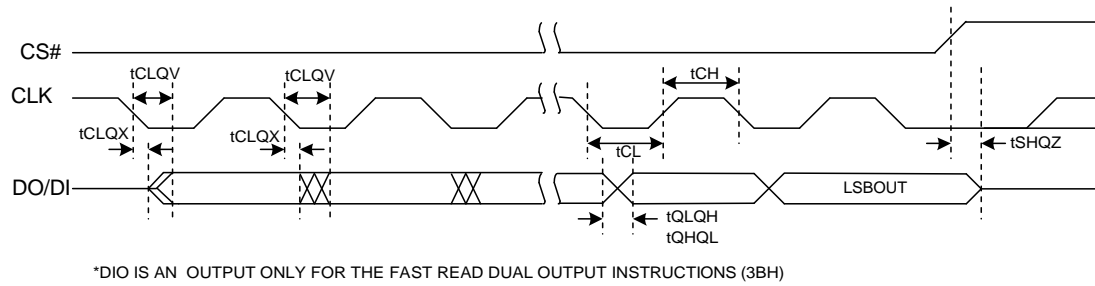 CS#
tCLQV
tCLQV
tCH
CLK
tCLQX
tCLQX
tCL
tSHQZ
DO/DI
LSBOUT
tQLQH
tQHQL
*DIO IS AN OUTPUT ONLY FOR THE FAST READ DUAL OUTPUT INSTRUCTIONS (3BH)